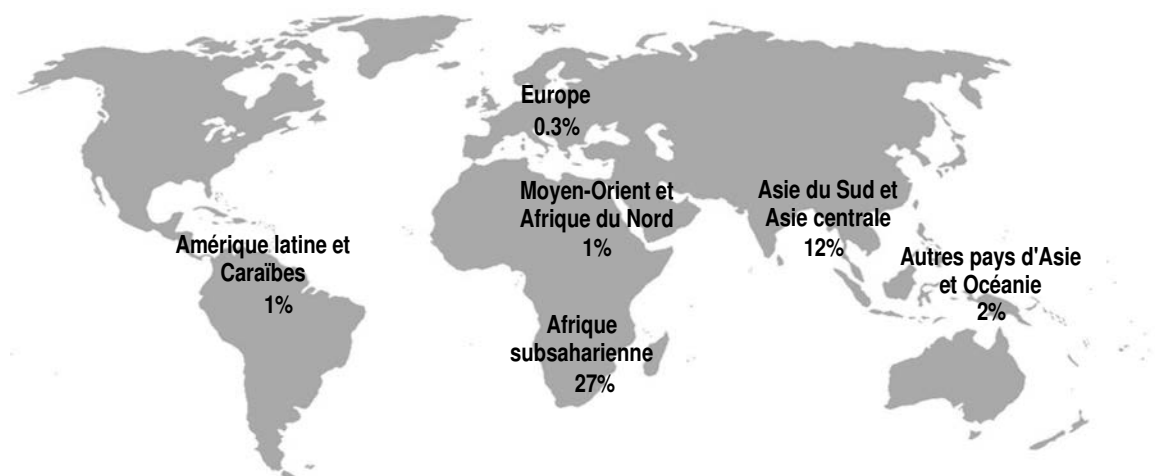 Europe
0.3%
Moyen-Orient et
Afrique du Nord
1%
Asie du Sud et
Asie centrale
12%
Amérique latine et
Caraïbes
1%
Autres pays d'Asie
et Océanie
2%
Afrique
subsaharienne
27%